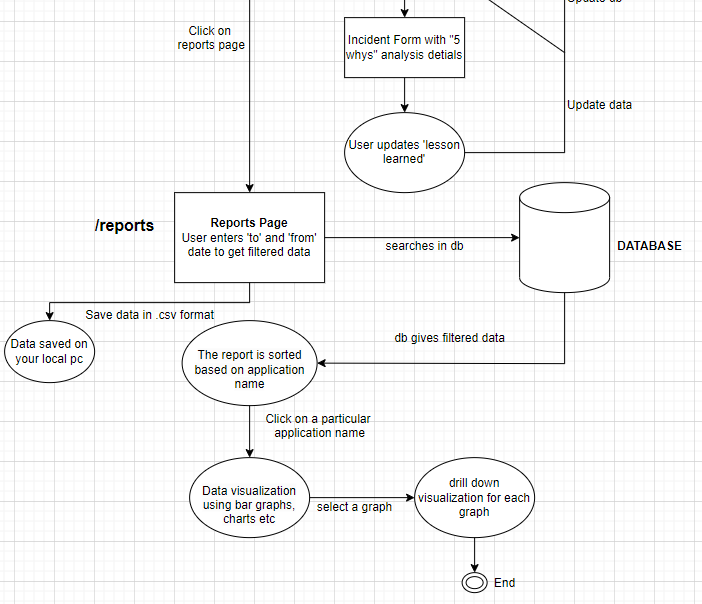 Update db
Click on
reports page
Incident Form with "5
whys" analysis detials
Update data
User updates 'lesson
learned'
/reports
Reports Page
User enters 'to' and 'from'
date to get filtered data
searches in db
DATABASE
Save data in .csv format
Data saved on
your local pc
db gives filtered data
The report is sorted
based on application
name
Click on a particular
application name
Data visualization
using bar graphs,
charts etc
select a graph
drill down
visualization for each
graph
End